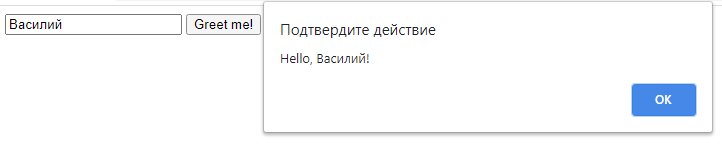 Василий Greet me!
Подтвердите действие
Hello, Василий!
OK